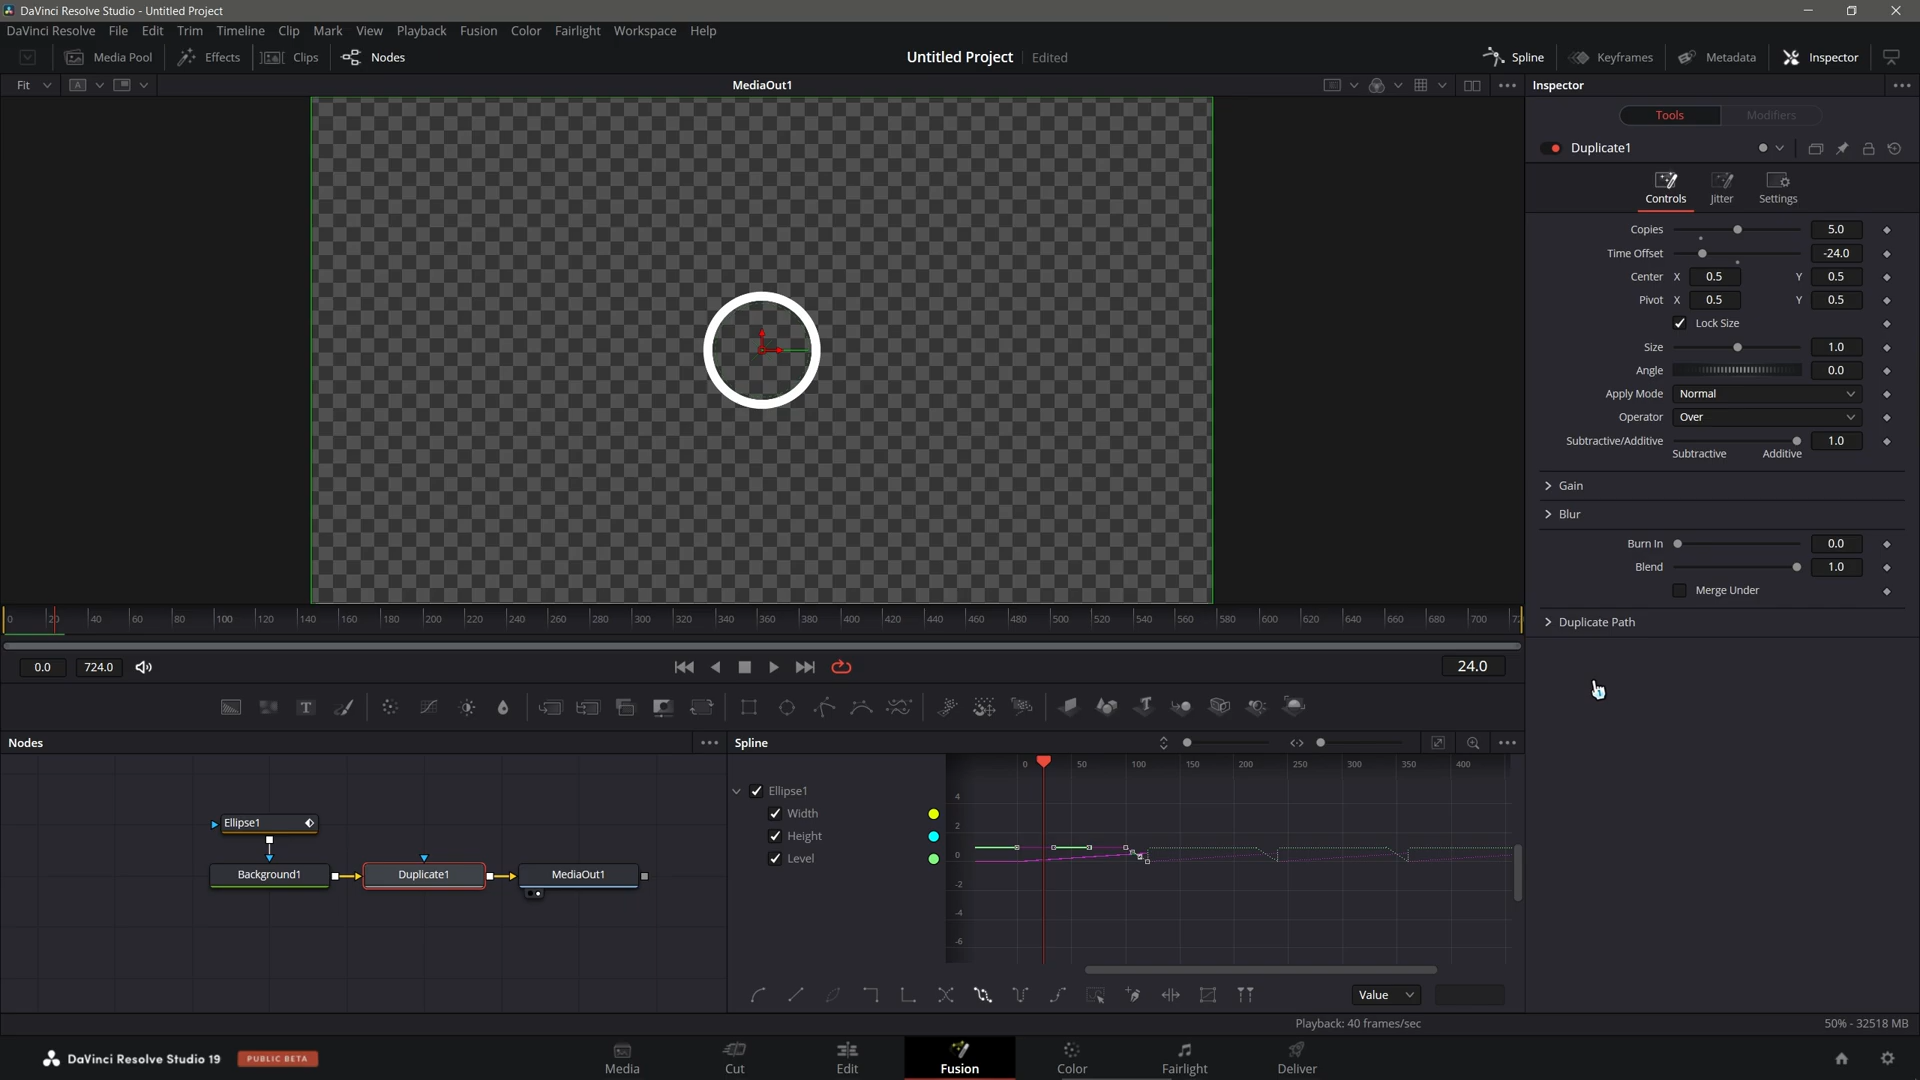 DaVinci Resolve Studio - Untitled Project
DaVinci Resolve File Edit Trim Timeline Clip Mark View Playback Fusion Color Fairlight Workspace Help
Media Pool Effects Clips Nodes Untitled Project Edited Spline Keyframes Metadata Inspector
Fit A MediaOut1 Inspector
Tools Modifiers
Duplicate1
Controls Jitter Settings
Copies 5.0
Time Offset -24.0
Center X 0.5 Y 0.5
Pivot X 0.5 Y 0.5
Lock Size
Size 1.0
Angle 0.0
Apply Mode Normal
Operator Over
Subtractive/Additive 1.0
Subtractive Additive
Gain
Blur
Burn In 0.0
Blend 1.0
Merge Under
Duplicate Path
0 20 40 60 80 100 120 140 160 180 200 220 240 260 280 300 320 340 360 380 400 420 440 460 480 500 520 540 560 580 600 620 640 660 680 700
0.0 724.0 24.0
Nodes Spline
0 50 100 150 200 250 300 350 400
Ellipse1
Width
Height
Level
4
2
0
-2
-4
-6
Ellipse1
Background1 Duplicate1 MediaOut1
Value
Playback: 40 frames/sec 50% - 32518 MB
DaVinci Resolve Studio 19 PUBLIC BETA
Media Cut Edit Fusion Color Fairlight Deliver